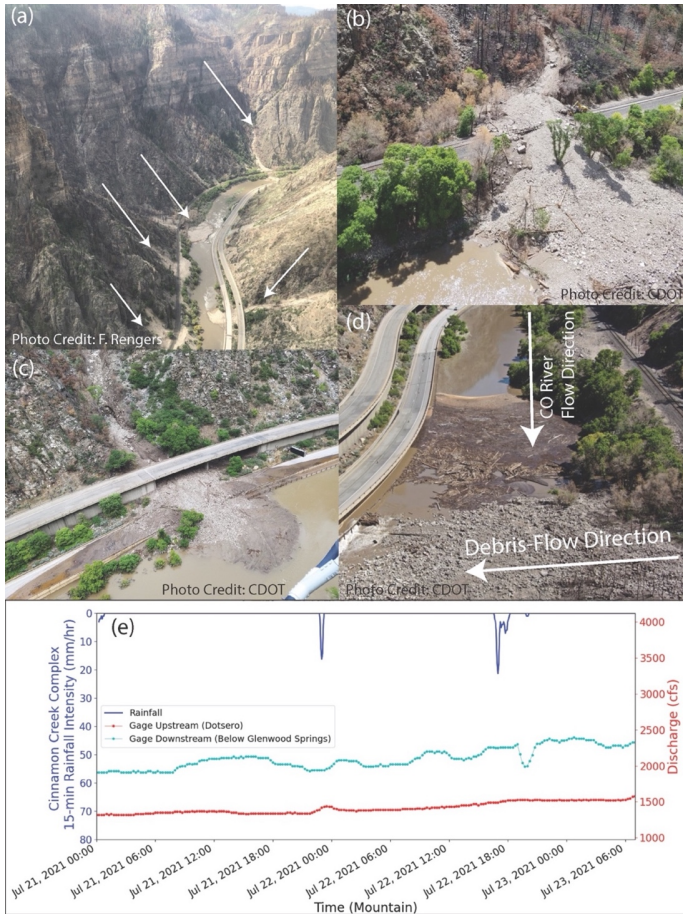 (a)
Photo Credit: F. Rengers
(b)
Photo Credit: CDOT
(c)
Photo Credit: CDOT
(d)
CO River
Flow Direction
Debris-Flow Direction
Photo Credit: CDOT
(e)
Cinnamon Creek Complex
15-min Rainfall Intensity (mm/hr)
0
10
20
30
40
50
60
70
80
Rainfall
Gage Upstream (Dotsero)
Gage Downstream (Below Glenwood Springs)
4000
3500
3000
2500
2000
1500
1000
Discharge (cfs)
Jul 21, 2021 00:00
Jul 21, 2021 06:00
Jul 21, 2021 12:00
Jul 21, 2021 18:00
Jul 22, 2021 00:00
Jul 22, 2021 06:00
Jul 22, 2021 12:00
Jul 22, 2021 18:00
Jul 23, 2021 00:00
Jul 23, 2021 06:00
Time (Mountain)